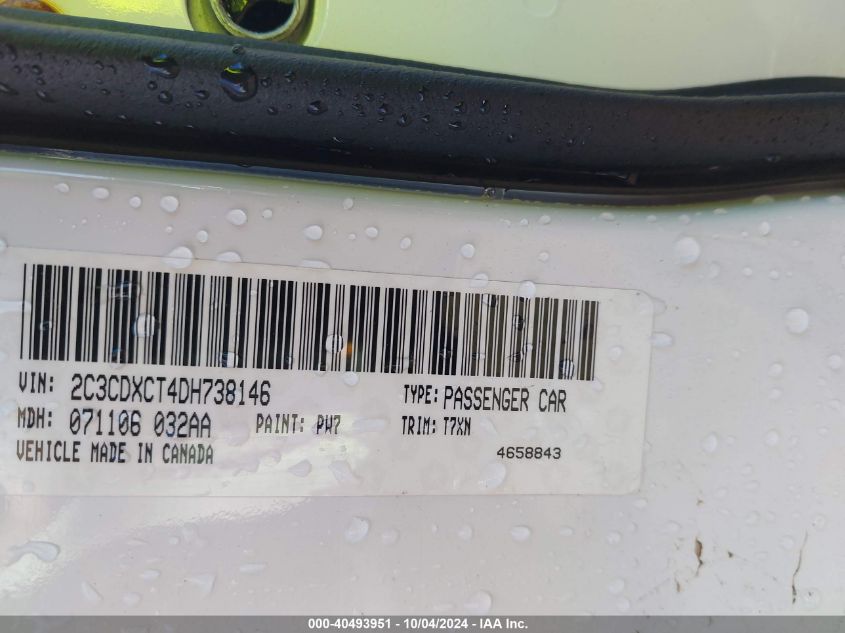 VIN: 2C3CDXCT4DH738146 TYPE: PASSENGER CAR
MDH: 071106 032AA PAINT: PW7 TRIM: T7XN
VEHICLE MADE IN CANADA 4658843
000-40493951 - 10/04/2024 - IAA Inc.